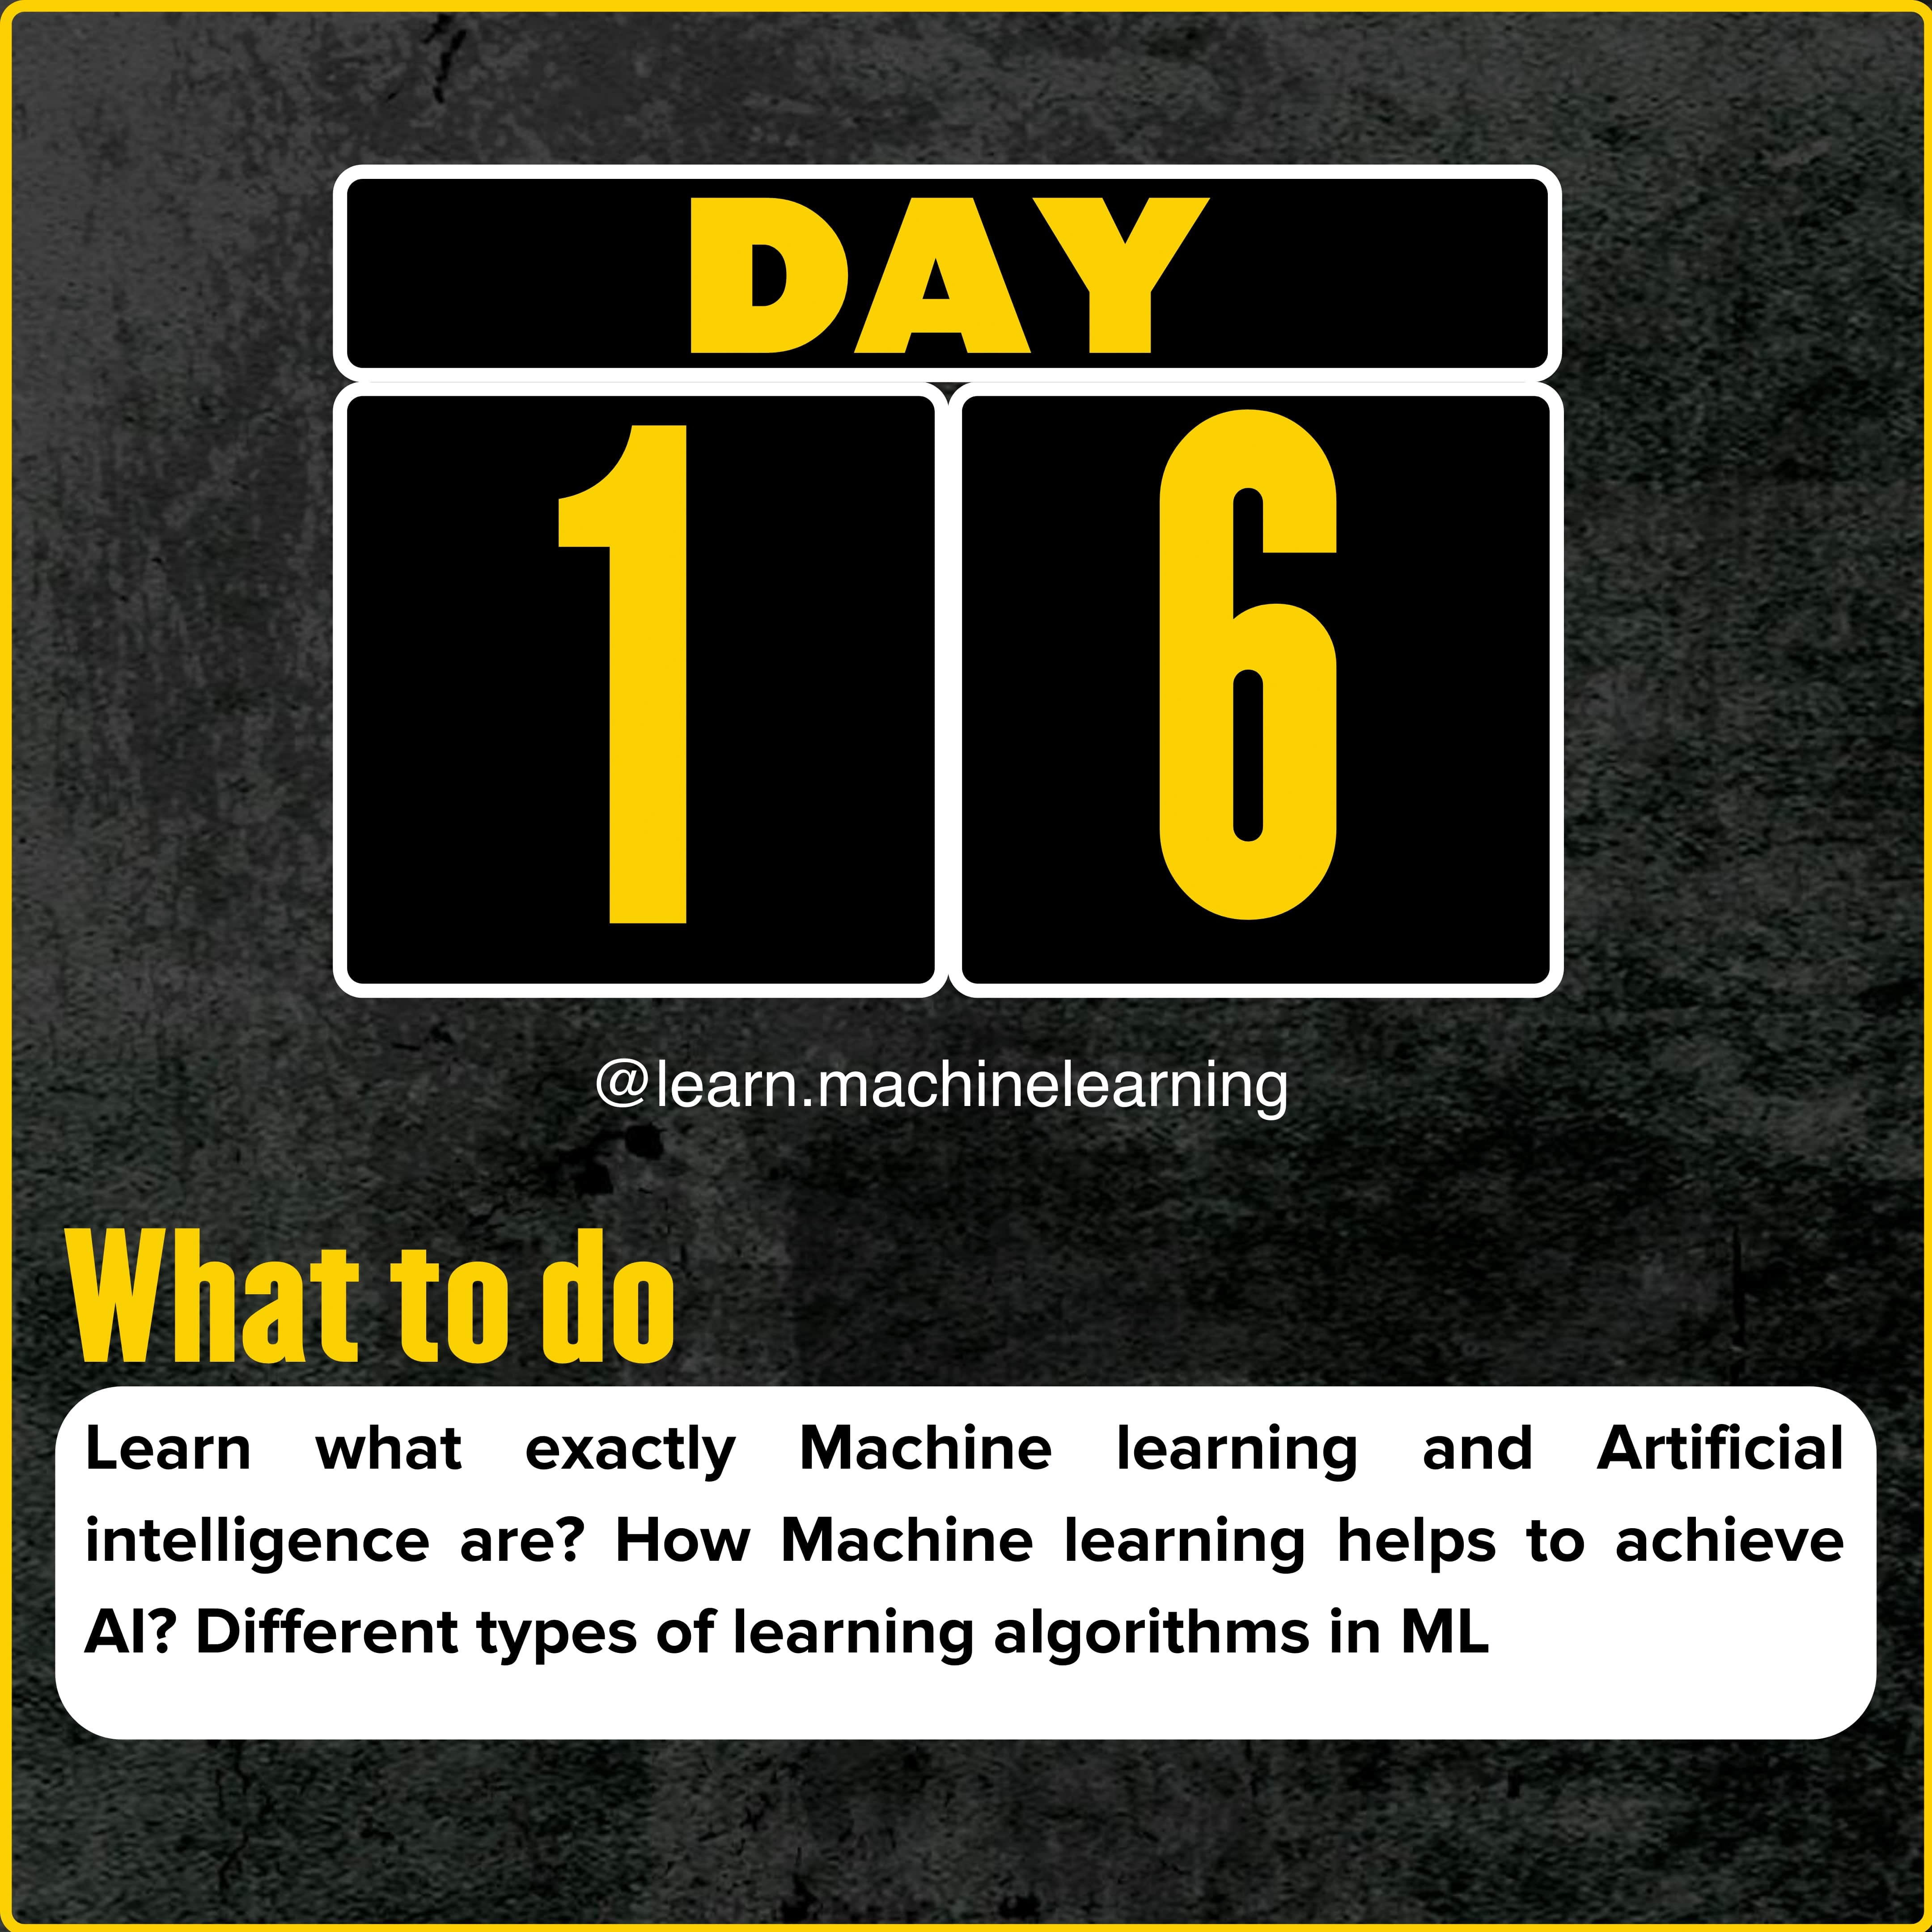 DAY
1 6
@learn.machinelearning
What to do
Learn what exactly Machine learning and Artificial
intelligence are? How Machine learning helps to achieve
AI? Different types of learning algorithms in ML